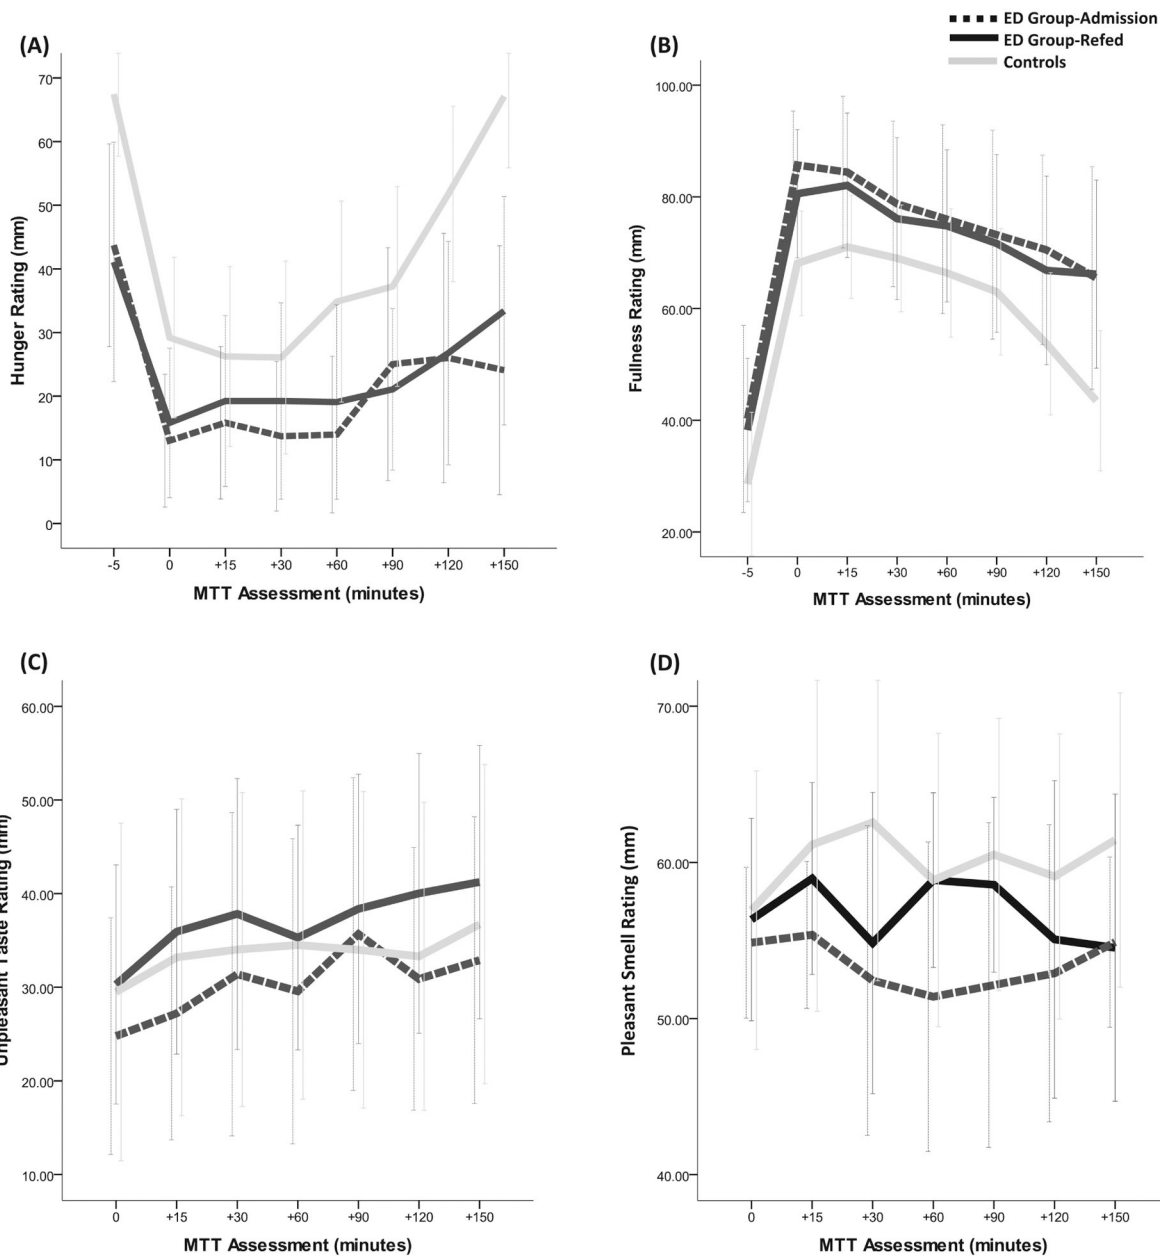 ED Group-Admission
ED Group-Refed
Controls
(A)
Hunger Rating (mm)
70
60
50
40
30
20
10
0
-5 0 +15 +30 +60 +90 +120 +150
MTT Assessment (minutes)
(B)
Fullness Rating (mm)
100.00
80.00
60.00
40.00
20.00
-5 0 +15 +30 +60 +90 +120 +150
MTT Assessment (minutes)
(C)
Unpleasant Taste Rating (mm)
60.00
50.00
40.00
30.00
20.00
10.00
0 +15 +30 +60 +90 +120 +150
MTT Assessment (minutes)
(D)
Pleasant Smell Rating (mm)
70.00
60.00
50.00
40.00
0 +15 +30 +60 +90 +120 +150
MTT Assessment (minutes)